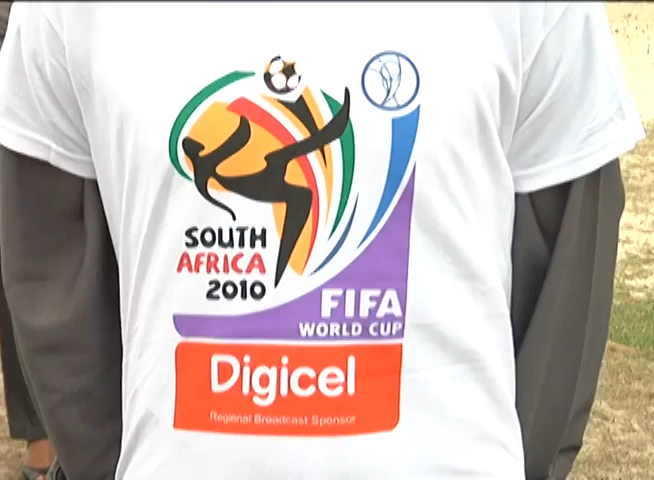 SOUTH
AFRICA
2010
FIFA
WORLD CUP
Digicel
Regional Broadcast Sponsor